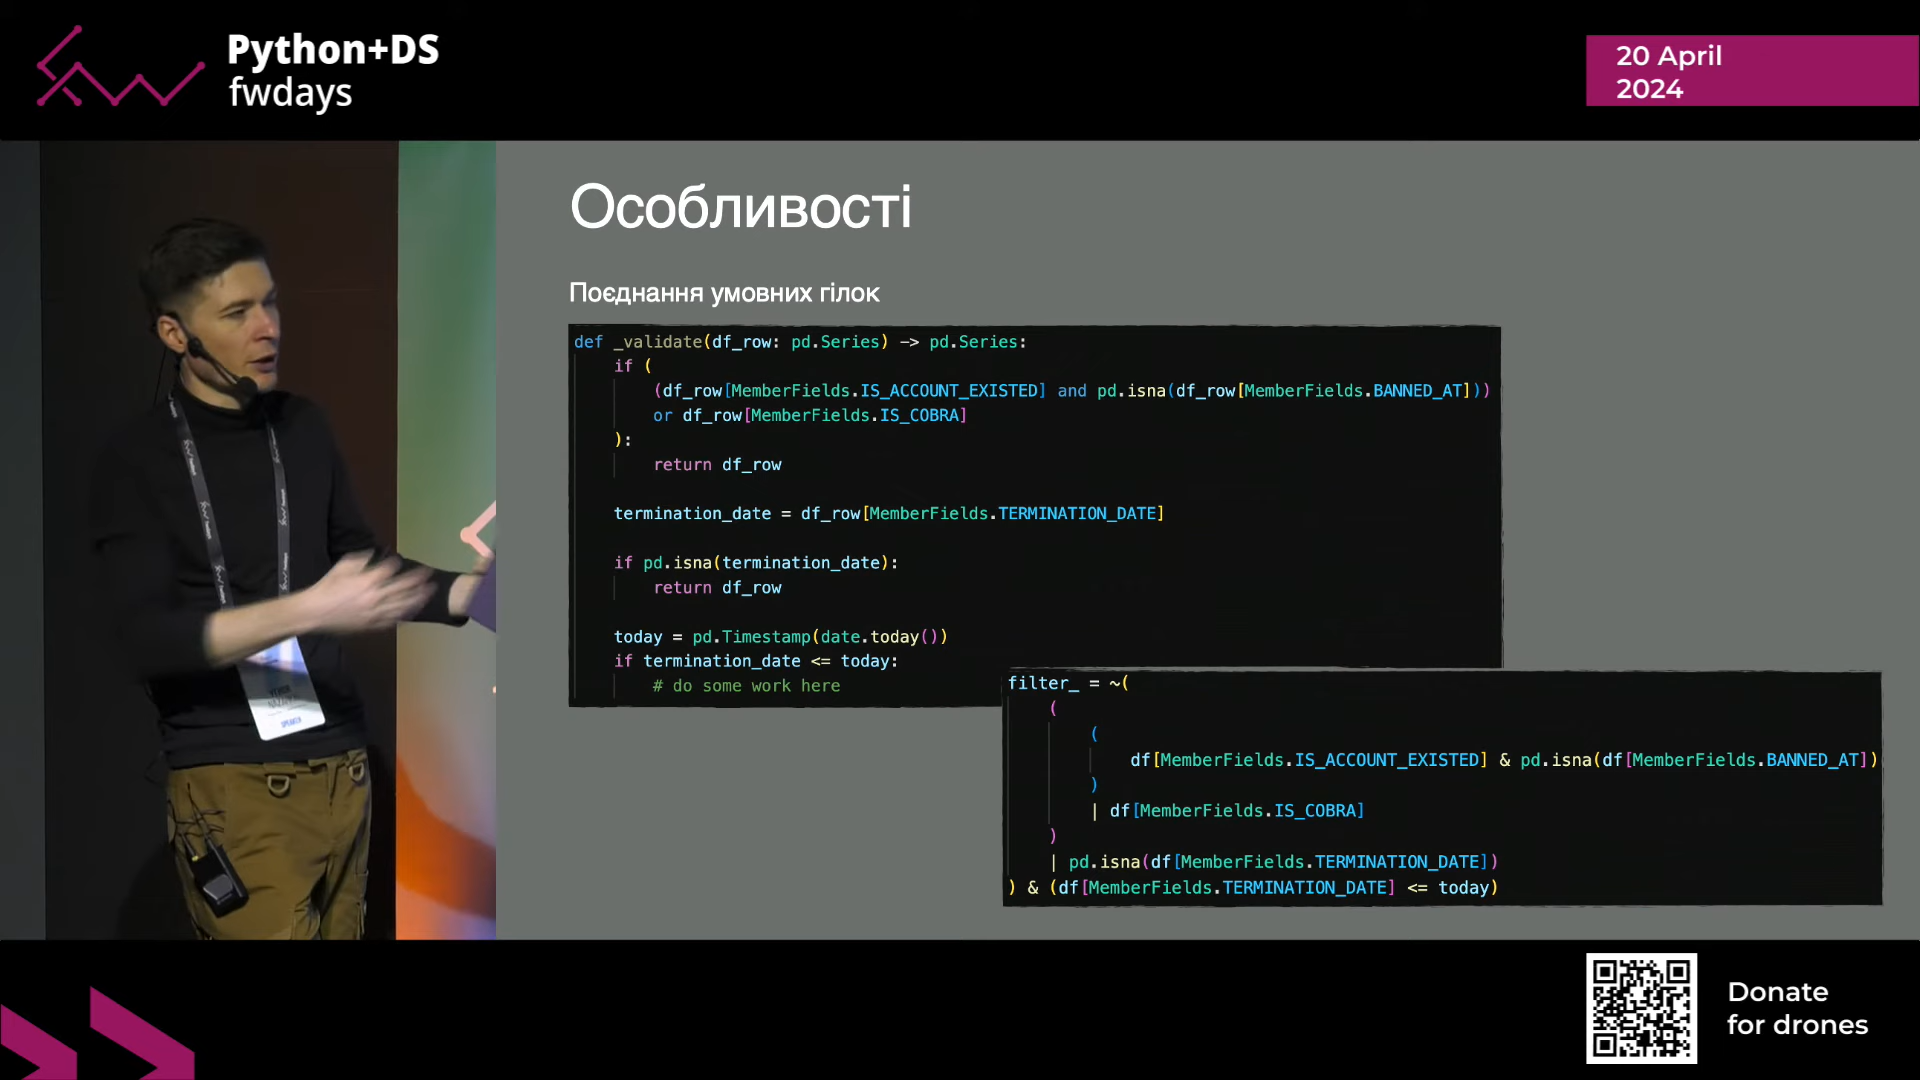 Python+DS
fwdays
20 April
2024
Особливості
Поєднання умовних гілок
def _validate(df_row: pd.Series) -> pd.Series:
    if (
        (df_row[MemberFields.IS_ACCOUNT_EXISTED] and pd.isna(df_row[MemberFields.BANNED_AT]))
        or df_row[MemberFields.IS_COBRA]
    ):
        return df_row
    termination_date = df_row[MemberFields.TERMINATION_DATE]
    if pd.isna(termination_date):
        return df_row
    today = pd.Timestamp(date.today())
    if termination_date <= today:
        # do some work here
filter_ = ~(
    (
        (
            df[MemberFields.IS_ACCOUNT_EXISTED] & pd.isna(df[MemberFields.BANNED_AT])
        )
        | df[MemberFields.IS_COBRA]
    )
    | pd.isna(df[MemberFields.TERMINATION_DATE])
) & (df[MemberFields.TERMINATION_DATE] <= today)
SPEAKER
Donate
for drones